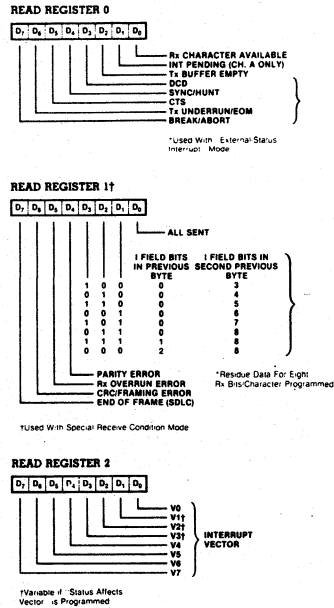 READ REGISTER 0
D7 D6 D5 D4 D3 D2 D1 D0
Rx CHARACTER AVAILABLE
INT PENDING (CH. A ONLY)
Tx BUFFER EMPTY
DCD
SYNC/HUNT
CTS
Tx UNDERRUN/EOM
BREAK/ABORT
*Used With External Status
Interrupt Mode
READ REGISTER 1†
D7 D6 D5 D4 D3 D2 D1 D0
ALL SENT
I FIELD BITS I FIELD BITS IN
IN PREVIOUS SECOND PREVIOUS
BYTE BYTE
1 0 0 0 3
0 1 0 0 4
1 1 0 0 5
0 0 1 0 6
1 0 1 0 7
0 1 1 0 8
1 1 1 1 8
0 0 0 2 8
PARITY ERROR
Rx OVERRUN ERROR
CRC/FRAMING ERROR
END OF FRAME (SDLC)
*Residue Data For Eight
Rx Bits/Character Programmed
†Used With Special Receive Condition Mode
READ REGISTER 2
D7 D6 D5 D4 D3 D2 D1 D0
V0
V1†
V2†
V3†
V4
V5
V6
V7
INTERRUPT
VECTOR
†Variable if Status Affects
Vector is Programmed